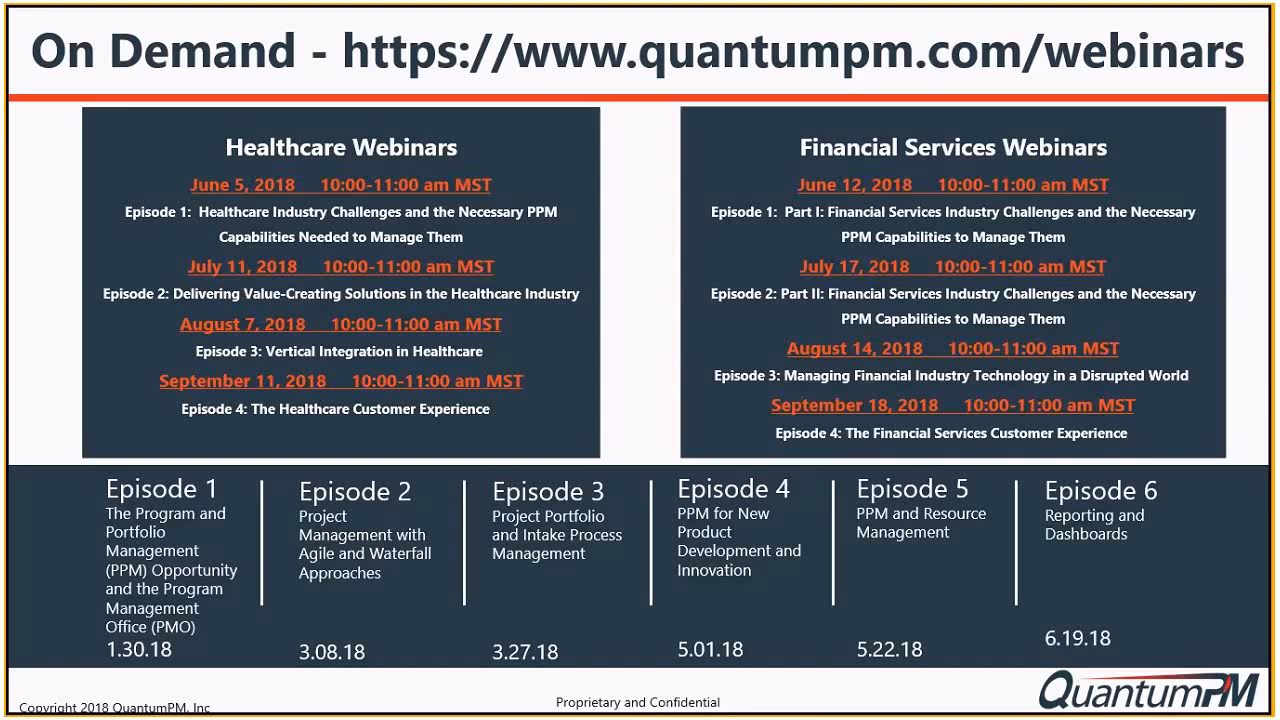 On Demand - https://www.quantumpm.com/webinars
Healthcare Webinars
June 5, 2018 10:00-11:00 am MST
Episode 1: Healthcare Industry Challenges and the Necessary PPM
Capabilities Needed to Manage Them
July 11, 2018 10:00-11:00 am MST
Episode 2: Delivering Value-Creating Solutions in the Healthcare Industry
August 7, 2018 10:00-11:00 am MST
Episode 3: Vertical Integration in Healthcare
September 11, 2018 10:00-11:00 am MST
Episode 4: The Healthcare Customer Experience
Financial Services Webinars
June 12, 2018 10:00-11:00 am MST
Episode 1: Part I: Financial Services Industry Challenges and the Necessary
PPM Capabilities to Manage Them
July 17, 2018 10:00-11:00 am MST
Episode 2: Part II: Financial Services Industry Challenges and the Necessary
PPM Capabilities to Manage Them
August 14, 2018 10:00-11:00 am MST
Episode 3: Managing Financial Industry Technology in a Disrupted World
September 18, 2018 10:00-11:00 am MST
Episode 4: The Financial Services Customer Experience
Episode 1
The Program and
Portfolio
Management
(PPM) Opportunity
and the Program
Management
Office (PMO)
1.30.18
Episode 2
Project
Management with
Agile and Waterfall
Approaches
3.08.18
Episode 3
Project Portfolio
and Intake Process
Management
3.27.18
Episode 4
PPM for New
Product
Development and
Innovation
5.01.18
Episode 5
PPM and Resource
Management
5.22.18
Episode 6
Reporting and
Dashboards
6.19.18
Copyright 2018 QuantumPM, Inc
Proprietary and Confidential
QuantumPM